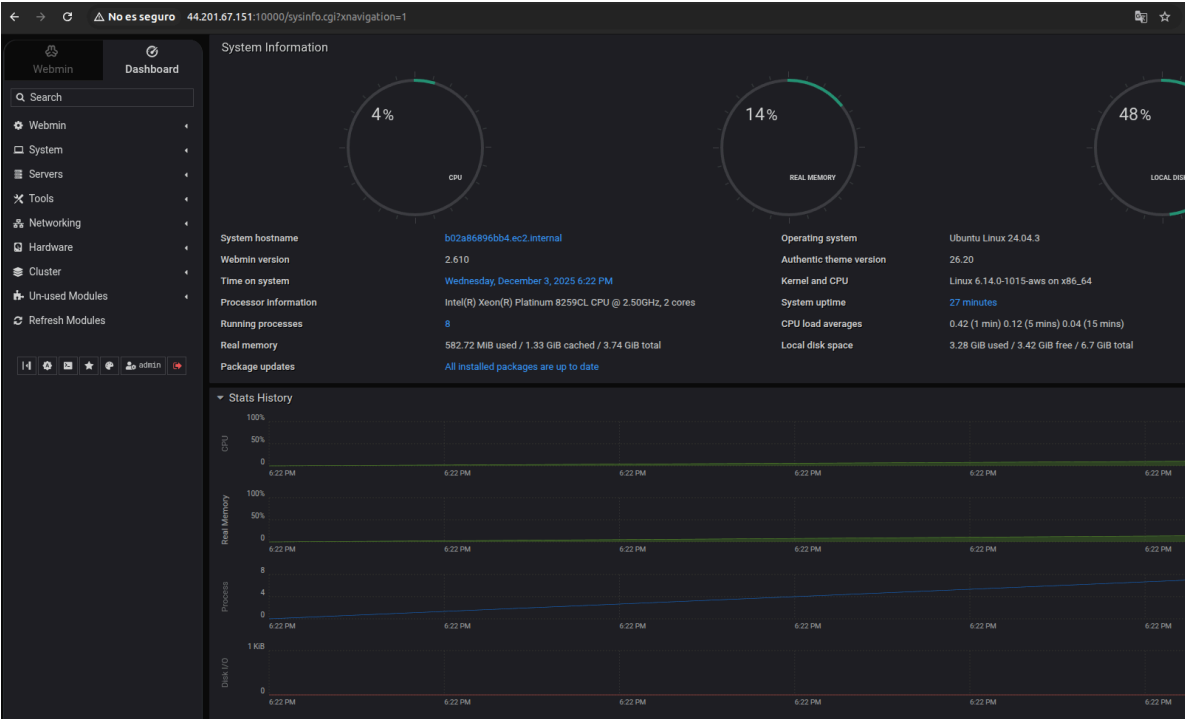 No es seguro 44.201.67.151:10000/sysinfo.cgi?xnavigation=1
Webmin
Dashboard
Search
Webmin
System
Servers
Tools
Networking
Hardware
Cluster
Un-used Modules
Refresh Modules
admin
System Information
4%
CPU
14%
REAL MEMORY
48%
LOCAL DIS
System hostname b02a86896bb4.ec2.internal Operating system Ubuntu Linux 24.04.3
Webmin version 2.610 Authentic theme version 26.20
Time on system Wednesday, December 3, 2025 6:22 PM Kernel and CPU Linux 6.14.0-1015-aws on x86_64
Processor information Intel(R) Xeon(R) Platinum 8259CL CPU @ 2.50GHz, 2 cores System uptime 27 minutes
Running processes 8 CPU load averages 0.42 (1 min) 0.12 (5 mins) 0.04 (15 mins)
Real memory 582.72 MiB used / 1.33 GiB cached / 3.74 GiB total Local disk space 3.28 GiB used / 3.42 GiB free / 6.7 GiB total
Package updates All installed packages are up to date
Stats History
CPU
100%
50%
0
6:22 PM 6:22 PM 6:22 PM 6:22 PM 6:22 PM 6:22 PM
Real Memory
100%
50%
0
6:22 PM 6:22 PM 6:22 PM 6:22 PM 6:22 PM 6:22 PM
Process
8
4
0
6:22 PM 6:22 PM 6:22 PM 6:22 PM 6:22 PM 6:22 PM
Disk I/O
1 KiB
0
6:22 PM 6:22 PM 6:22 PM 6:22 PM 6:22 PM 6:22 PM